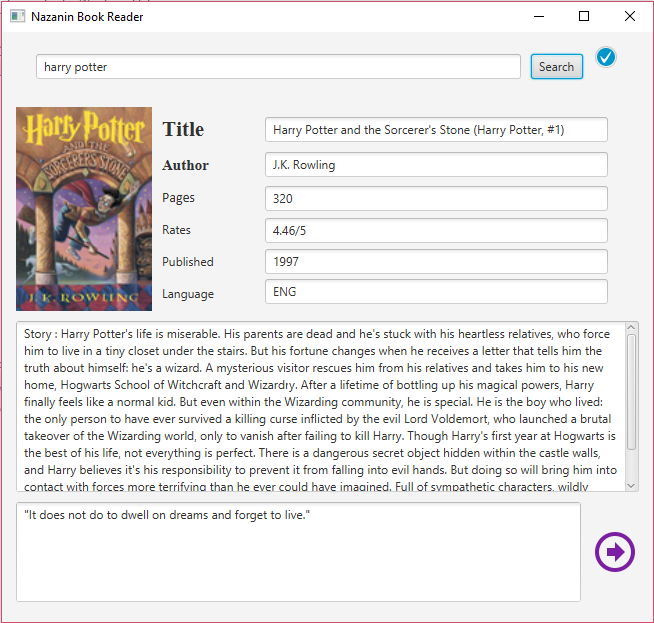 Nazanin Book Reader
harry potter
Search
Harry Potter
AND THE
SORCERER'S STONE
J. K. ROWLING
Title
Harry Potter and the Sorcerer's Stone (Harry Potter, #1)
Author
J.K. Rowling
Pages
320
Rates
4.46/5
Published
1997
Language
ENG
Story : Harry Potter's life is miserable. His parents are dead and he's stuck with his heartless relatives, who force
him to live in a tiny closet under the stairs. But his fortune changes when he receives a letter that tells him the
truth about himself: he's a wizard. A mysterious visitor rescues him from his relatives and takes him to his new
home, Hogwarts School of Witchcraft and Wizardry. After a lifetime of bottling up his magical powers, Harry
finally feels like a normal kid. But even within the Wizarding community, he is special. He is the boy who lived:
the only person to have ever survived a killing curse inflicted by the evil Lord Voldemort, who launched a brutal
takeover of the Wizarding world, only to vanish after failing to kill Harry. Though Harry's first year at Hogwarts is
the best of his life, not everything is perfect. There is a dangerous secret object hidden within the castle walls,
and Harry believes it's his responsibility to prevent it from falling into evil hands. But doing so will bring him into
contact with forces more terrifying than he ever could have imagined. Full of sympathetic characters, wildly
"It does not do to dwell on dreams and forget to live."